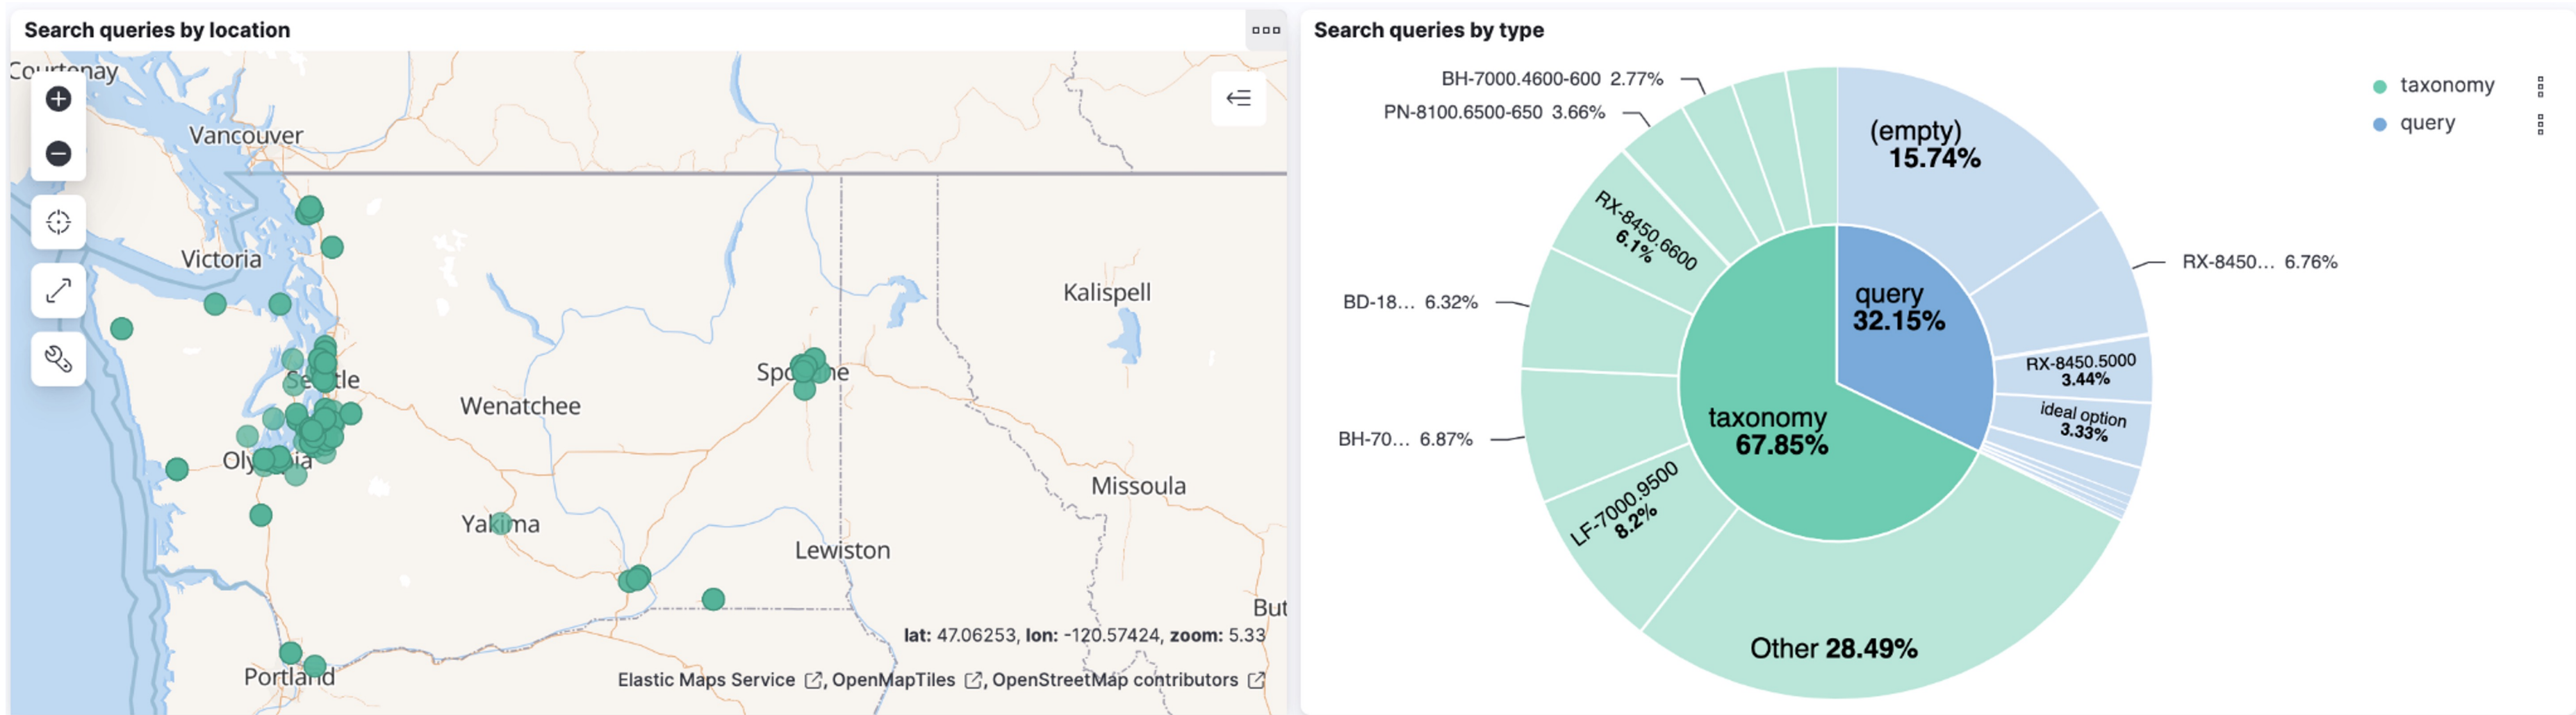 Search queries by location
Courtenay
Vancouver
Victoria
Kalispell
Seattle
Spokane
Wenatchee
Olympia
Missoula
Yakima
Lewiston
But
lat: 47.06253, lon: -120.57424, zoom: 5.33
Portland
Elastic Maps Service , OpenMapTiles , OpenStreetMap contributors
Search queries by type
BH-7000.4600-600 2.77%
PN-8100.6500-650 3.66%
RX-8450.6600
6.1%
BD-18... 6.32%
BH-70... 6.87%
LF-7000.9500
8.2%
Other 28.49%
taxonomy
67.85%
query
32.15%
(empty)
15.74%
RX-8450... 6.76%
RX-8450.5000
3.44%
ideal option
3.33%
taxonomy
query